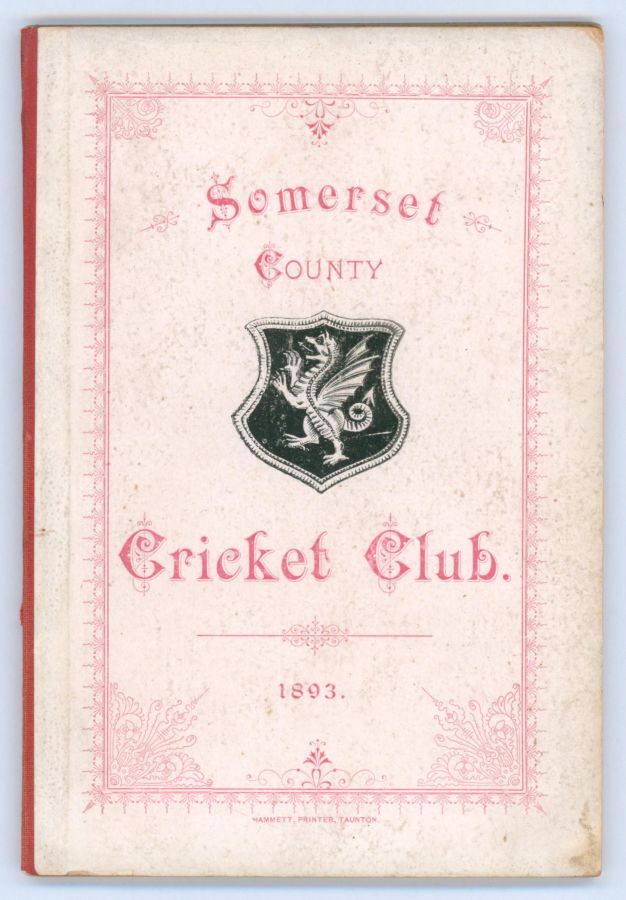 Somerset
COUNTY
Cricket Club.
1893.
HAMMETT, PRINTER, TAUNTON.